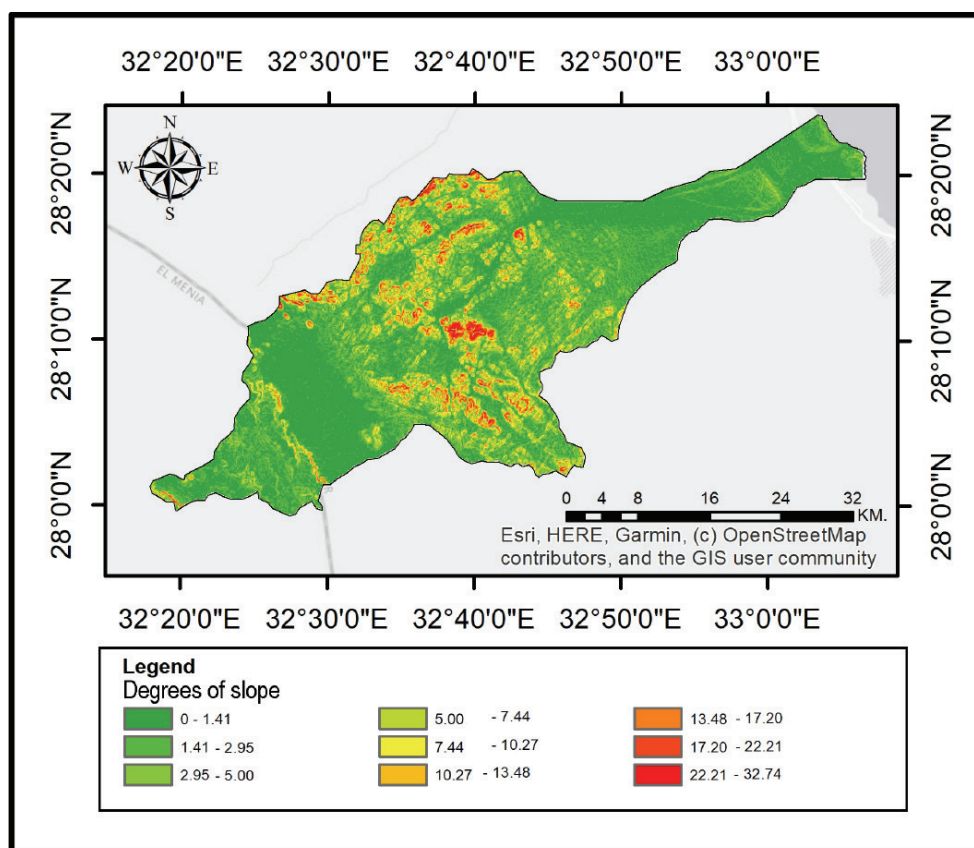 32°20'0"E 32°30'0"E 32°40'0"E 32°50'0"E 33°0'0"E
28°20'0"N 28°20'0"N
28°10'0"N 28°10'0"N
28°0'0"N 28°0'0"N
N
W E
S
EL MENIA
0 4 8 16 24 32
KM.
Esri, HERE, Garmin, (c) OpenStreetMap
contributors, and the GIS user community
32°20'0"E 32°30'0"E 32°40'0"E 32°50'0"E 33°0'0"E
Legend
Degrees of slope
0 - 1.41
1.41 - 2.95
2.95 - 5.00
5.00 - 7.44
7.44 - 10.27
10.27 - 13.48
13.48 - 17.20
17.20 - 22.21
22.21 - 32.74